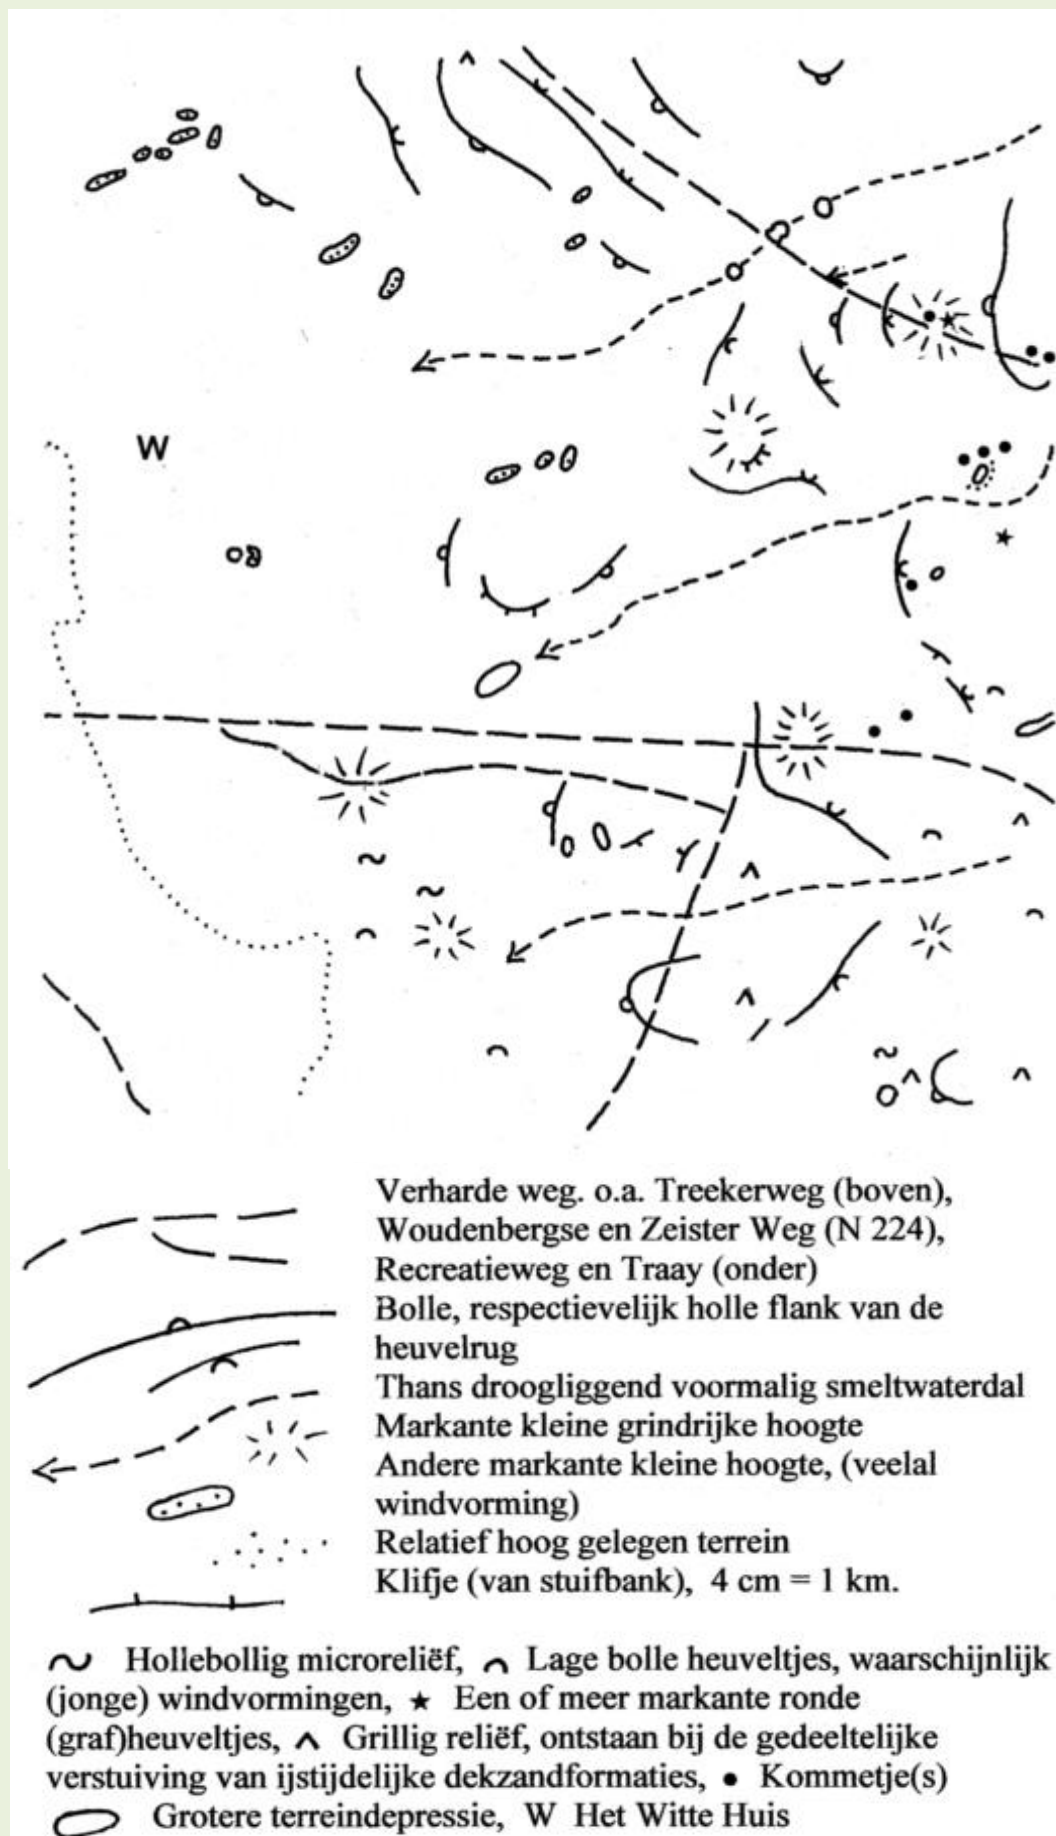 W
Verharde weg. o.a. Treekerweg (boven),
Woudenbergse en Zeister Weg (N 224),
Recreatieweg en Traay (onder)
Bolle, respectievelijk holle flank van de
heuvelrug
Thans droogliggend voormalig smeltwaterdal
Markante kleine grindrijke hoogte
Andere markante kleine hoogte, (veelal
windvorming)
Relatief hoog gelegen terrein
Klifje (van stuifbank), 4 cm = 1 km.
Hollebollig microreliëf, Lage bolle heuveltjes, waarschijnlijk
(jonge) windvormingen, ★ Een of meer markante ronde
(graf)heuveltjes, Grillig reliëf, ontstaan bij de gedeeltelijke
verstuiving van ijstijdelijke dekzandformaties, ● Kommetje(s)
Grotere terreindepressie, W Het Witte Huis